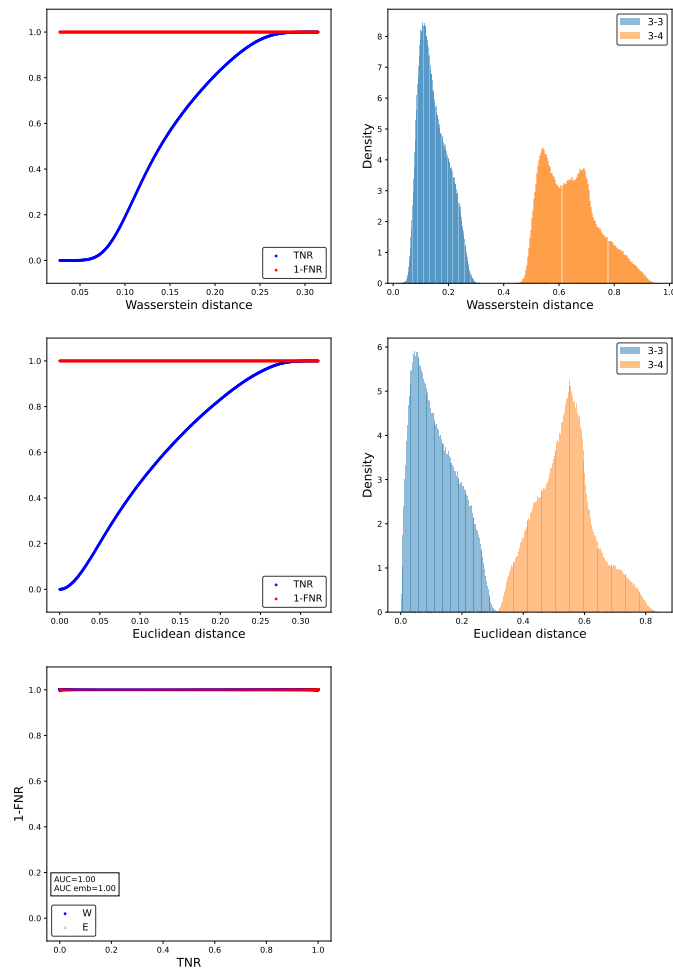 1.0
0.8
0.6
0.4
0.2
0.0
0.05 0.10 0.15 0.20 0.25 0.30
Wasserstein distance
TNR
1-FNR
8
7
6
5
4
3
2
1
0
Density
0.0 0.2 0.4 0.6 0.8 1.0
Wasserstein distance
3-3
3-4
1.0
0.8
0.6
0.4
0.2
0.0
0.00 0.05 0.10 0.15 0.20 0.25 0.30
Euclidean distance
TNR
1-FNR
6
5
4
3
2
1
0
Density
0.0 0.2 0.4 0.6 0.8
Euclidean distance
3-3
3-4
1.0
0.8
0.6
0.4
0.2
0.0
1-FNR
AUC=1.00
AUC emb=1.00
W
E
0.0 0.2 0.4 0.6 0.8 1.0
TNR